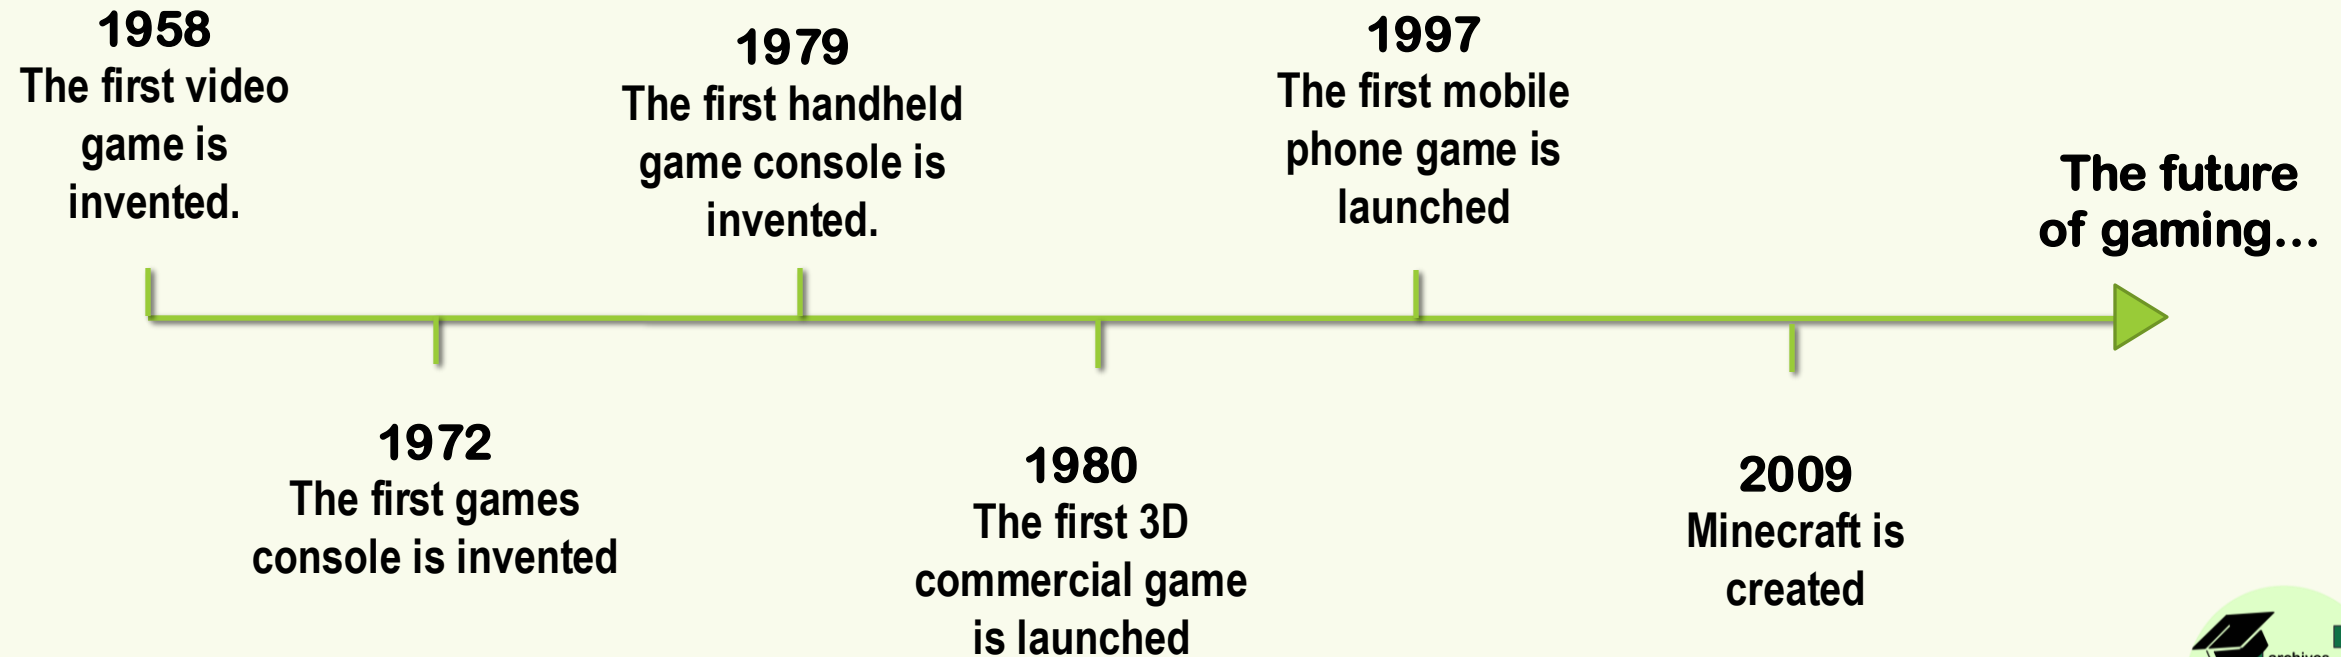 1958
The first video
game is
invented.
1979
The first handheld
game console is
invented.
1997
The first mobile
phone game is
launched
The future
of gaming...
1972
The first games
console is invented
1980
The first 3D
commercial game
is launched
2009
Minecraft is
created
archives